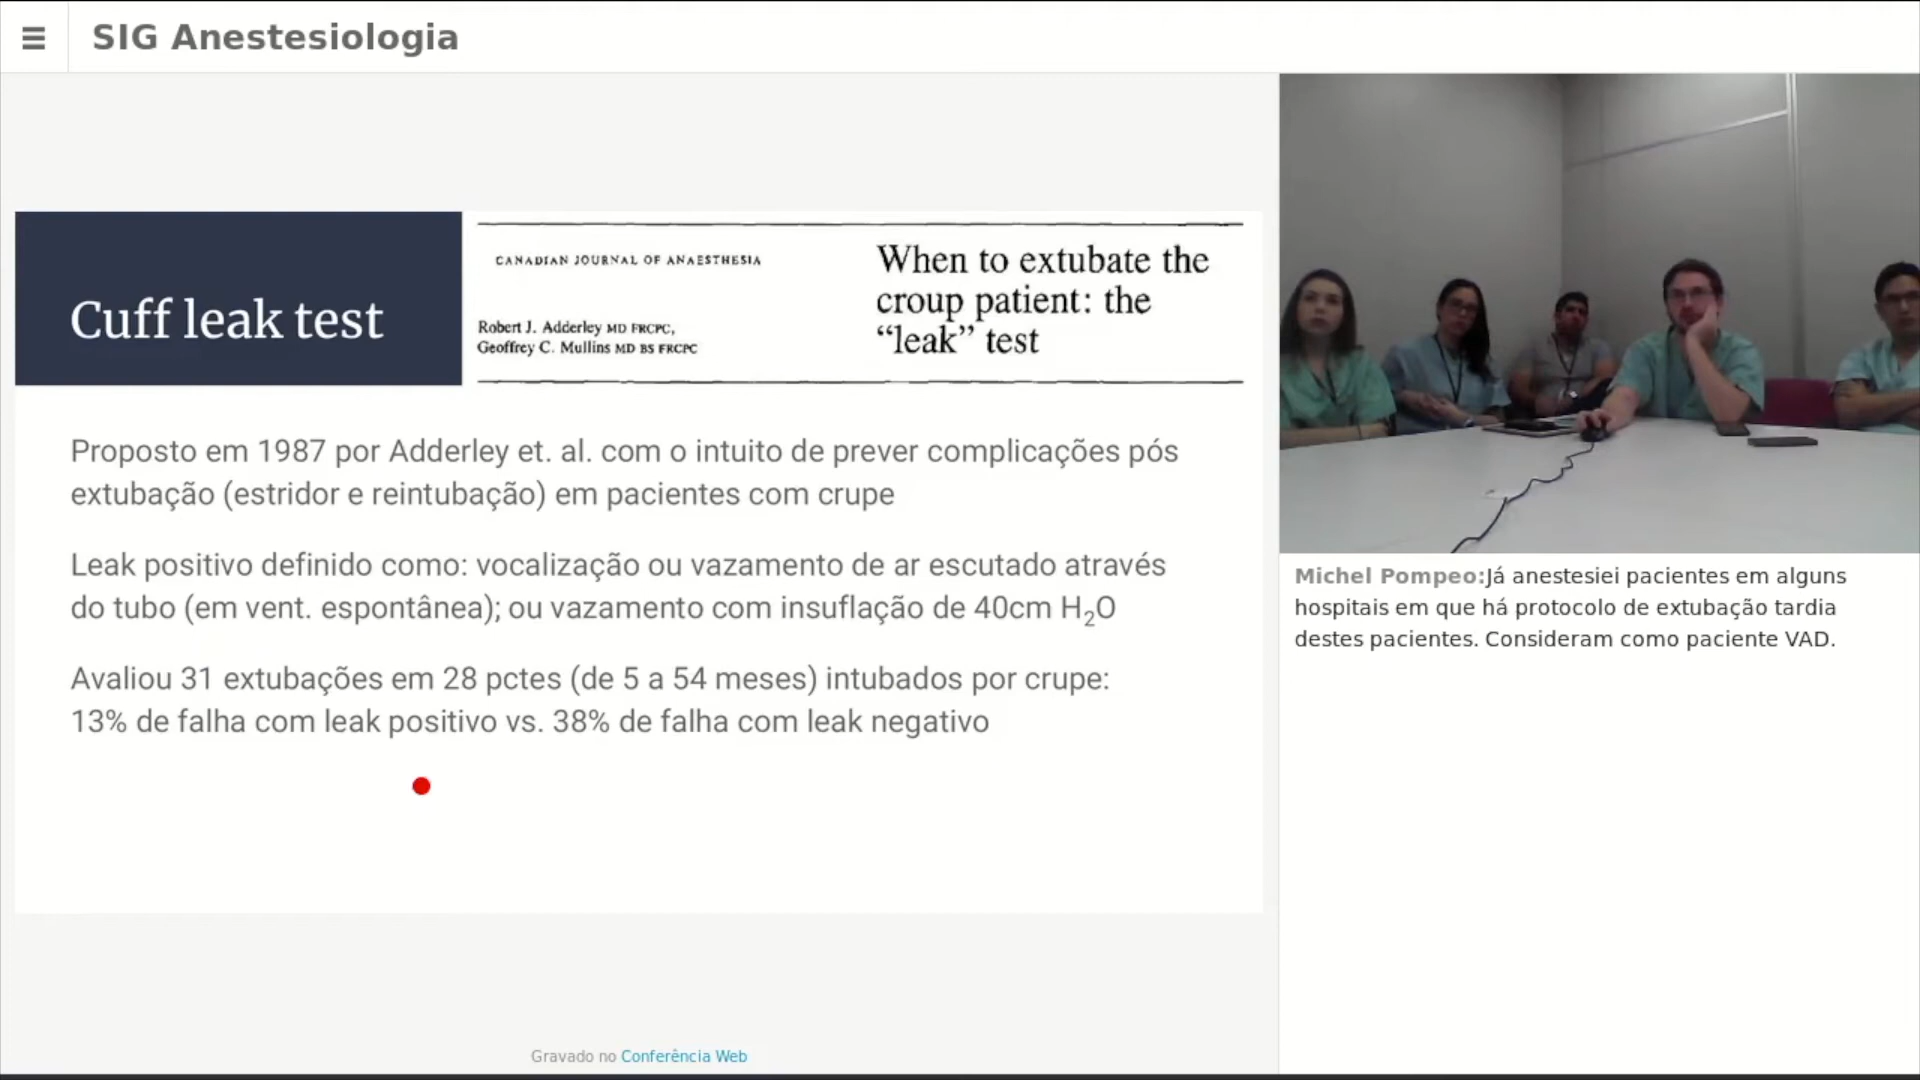 SIG Anestesiologia
Cuff leak test
CANADIAN JOURNAL OF ANAESTHESIA
Robert J. Adderley MD FRCPC,
Geoffrey C. Mullins MD BS FRCPC
When to extubate the
croup patient: the
“leak” test
Proposto em 1987 por Adderley et. al. com o intuito de prever complicações pós
extubação (estridor e reintubação) em pacientes com crupe
Leak positivo definido como: vocalização ou vazamento de ar escutado através
do tubo (em vent. espontânea); ou vazamento com insuflação de 40cm H₂O
Avaliou 31 extubações em 28 pctes (de 5 a 54 meses) intubados por crupe:
13% de falha com leak positivo vs. 38% de falha com leak negativo
Michel Pompeo:Já anestesiei pacientes em alguns
hospitais em que há protocolo de extubação tardia
destes pacientes. Consideram como paciente VAD.
Gravado no Conferência Web